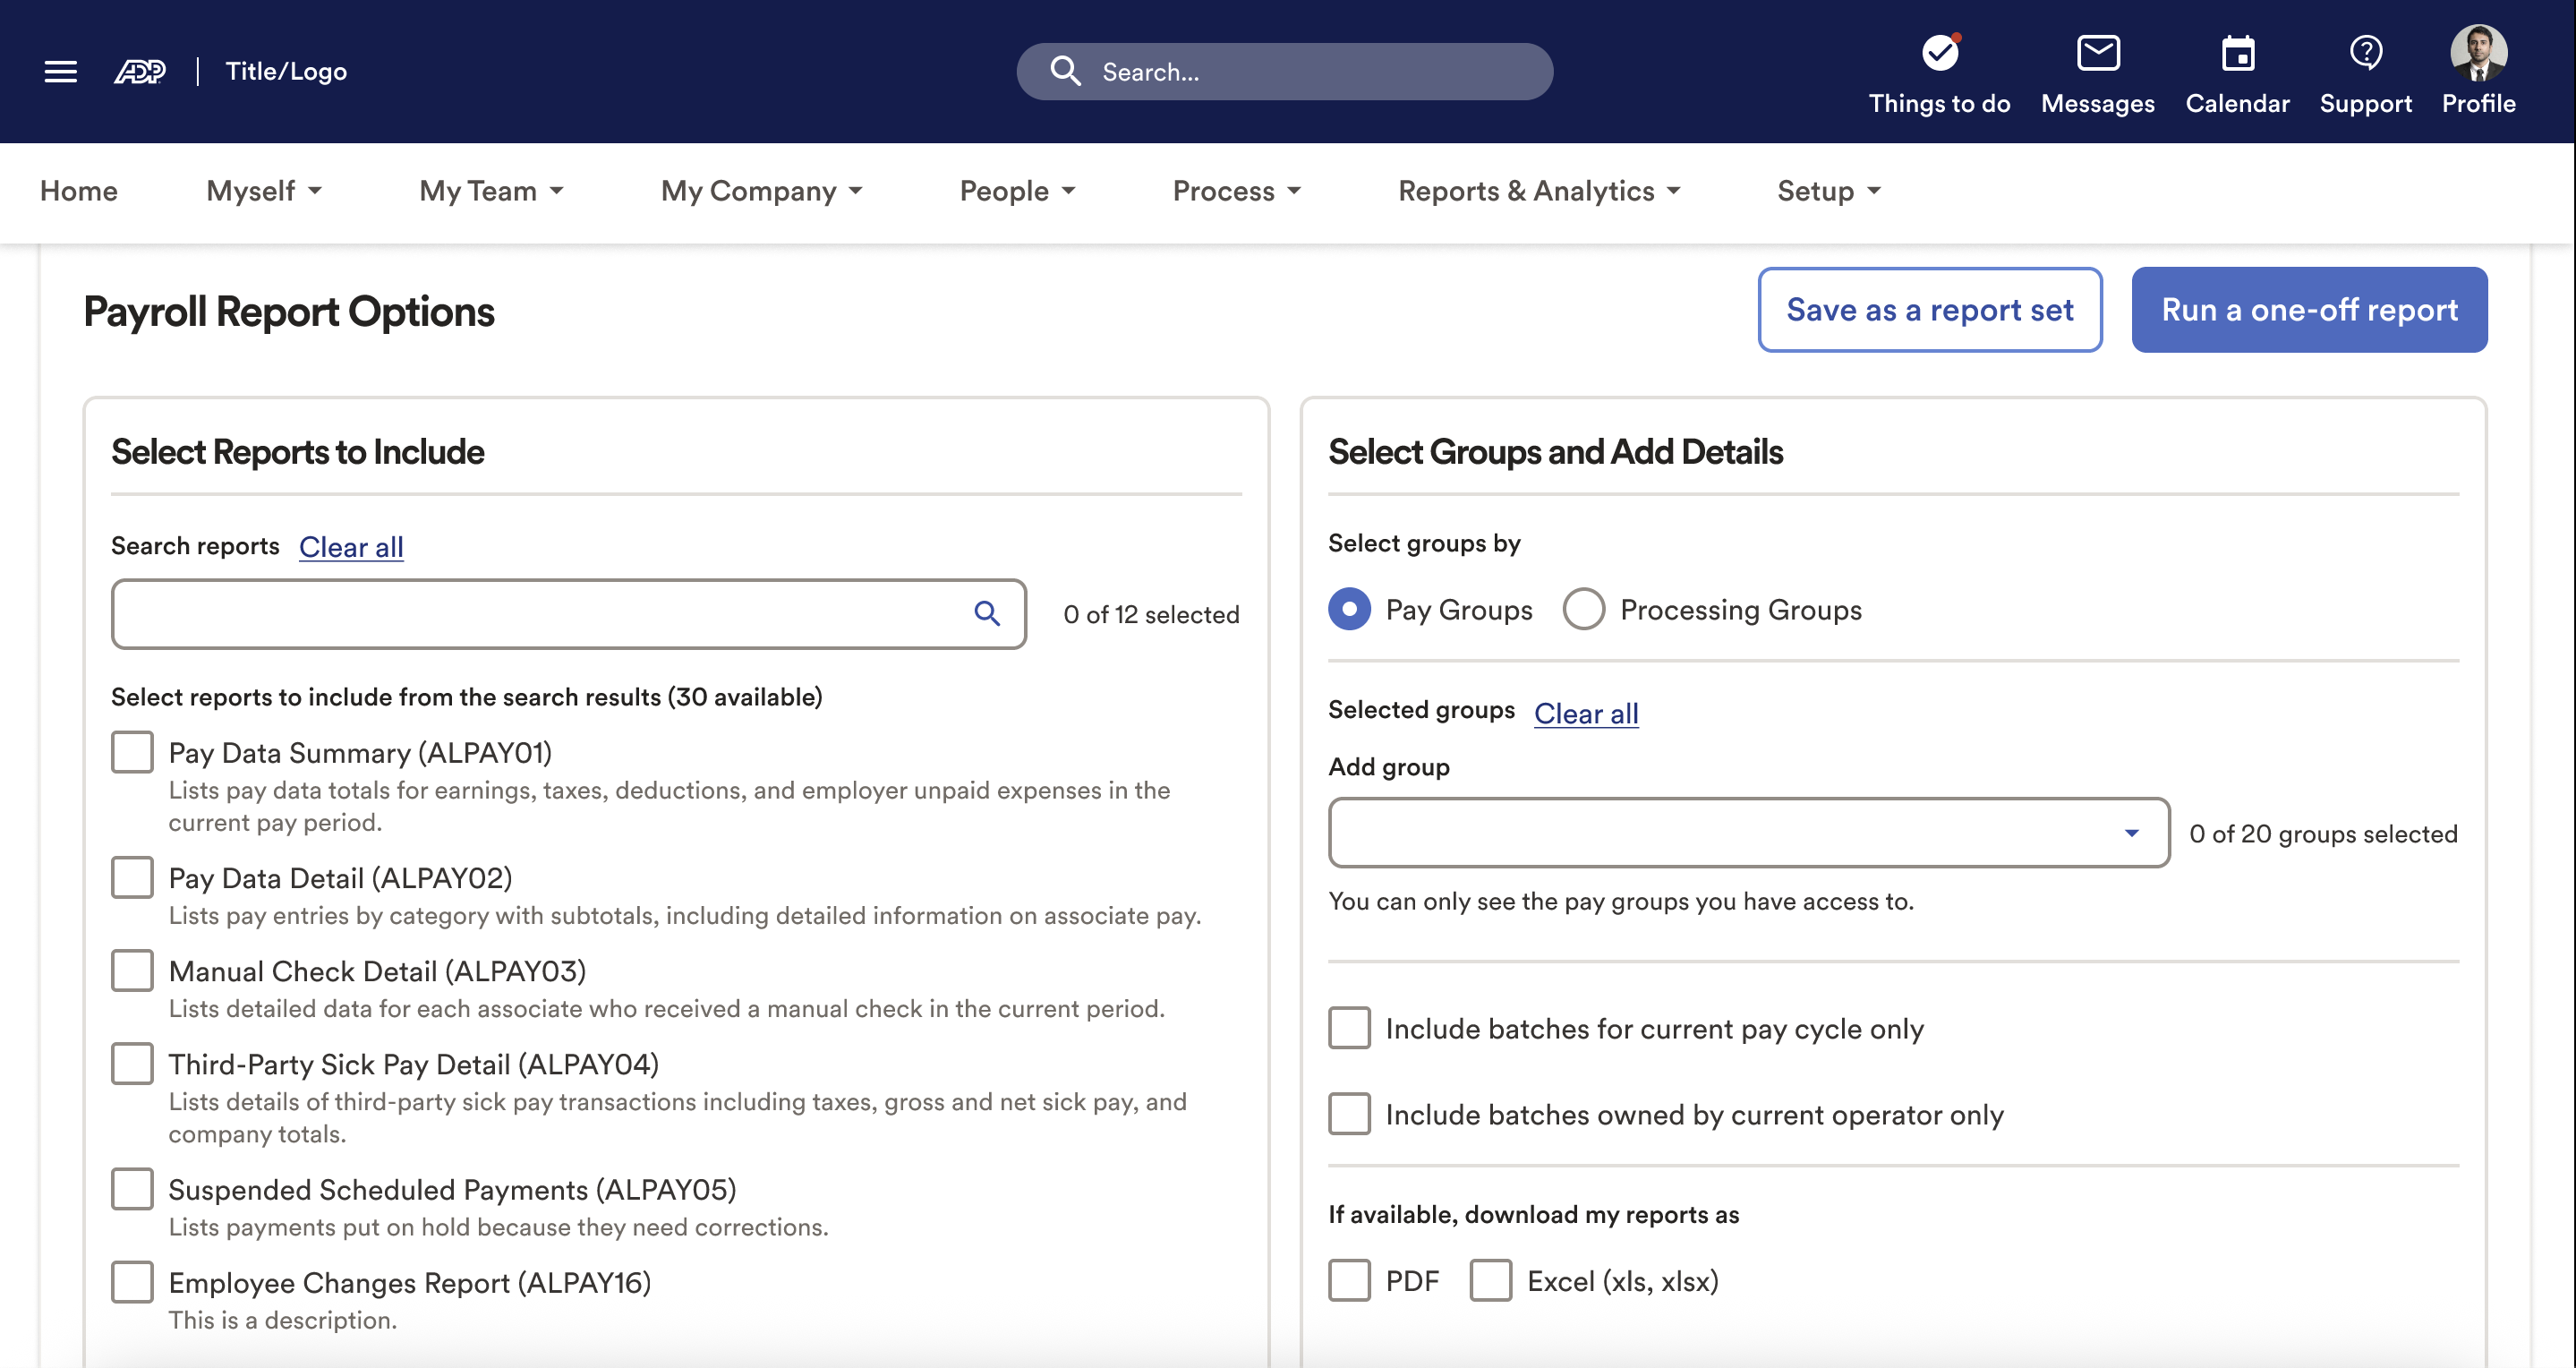 ADP
Title/Logo
Search...
Things to do
Messages
Calendar
Support
Profile
Home
Myself
My Team
My Company
People
Process
Reports & Analytics
Setup
Payroll Report Options
Save as a report set
Run a one-off report
Select Reports to Include
Search reports Clear all
0 of 12 selected
Select reports to include from the search results (30 available)
Pay Data Summary (ALPAY01)
Lists pay data totals for earnings, taxes, deductions, and employer unpaid expenses in the
current pay period.
Pay Data Detail (ALPAY02)
Lists pay entries by category with subtotals, including detailed information on associate pay.
Manual Check Detail (ALPAY03)
Lists detailed data for each associate who received a manual check in the current period.
Third-Party Sick Pay Detail (ALPAY04)
Lists details of third-party sick pay transactions including taxes, gross and net sick pay, and
company totals.
Suspended Scheduled Payments (ALPAY05)
Lists payments put on hold because they need corrections.
Employee Changes Report (ALPAY16)
This is a description.
Select Groups and Add Details
Select groups by
Pay Groups
Processing Groups
Selected groups Clear all
Add group
0 of 20 groups selected
You can only see the pay groups you have access to.
Include batches for current pay cycle only
Include batches owned by current operator only
If available, download my reports as
PDF
Excel (xls, xlsx)